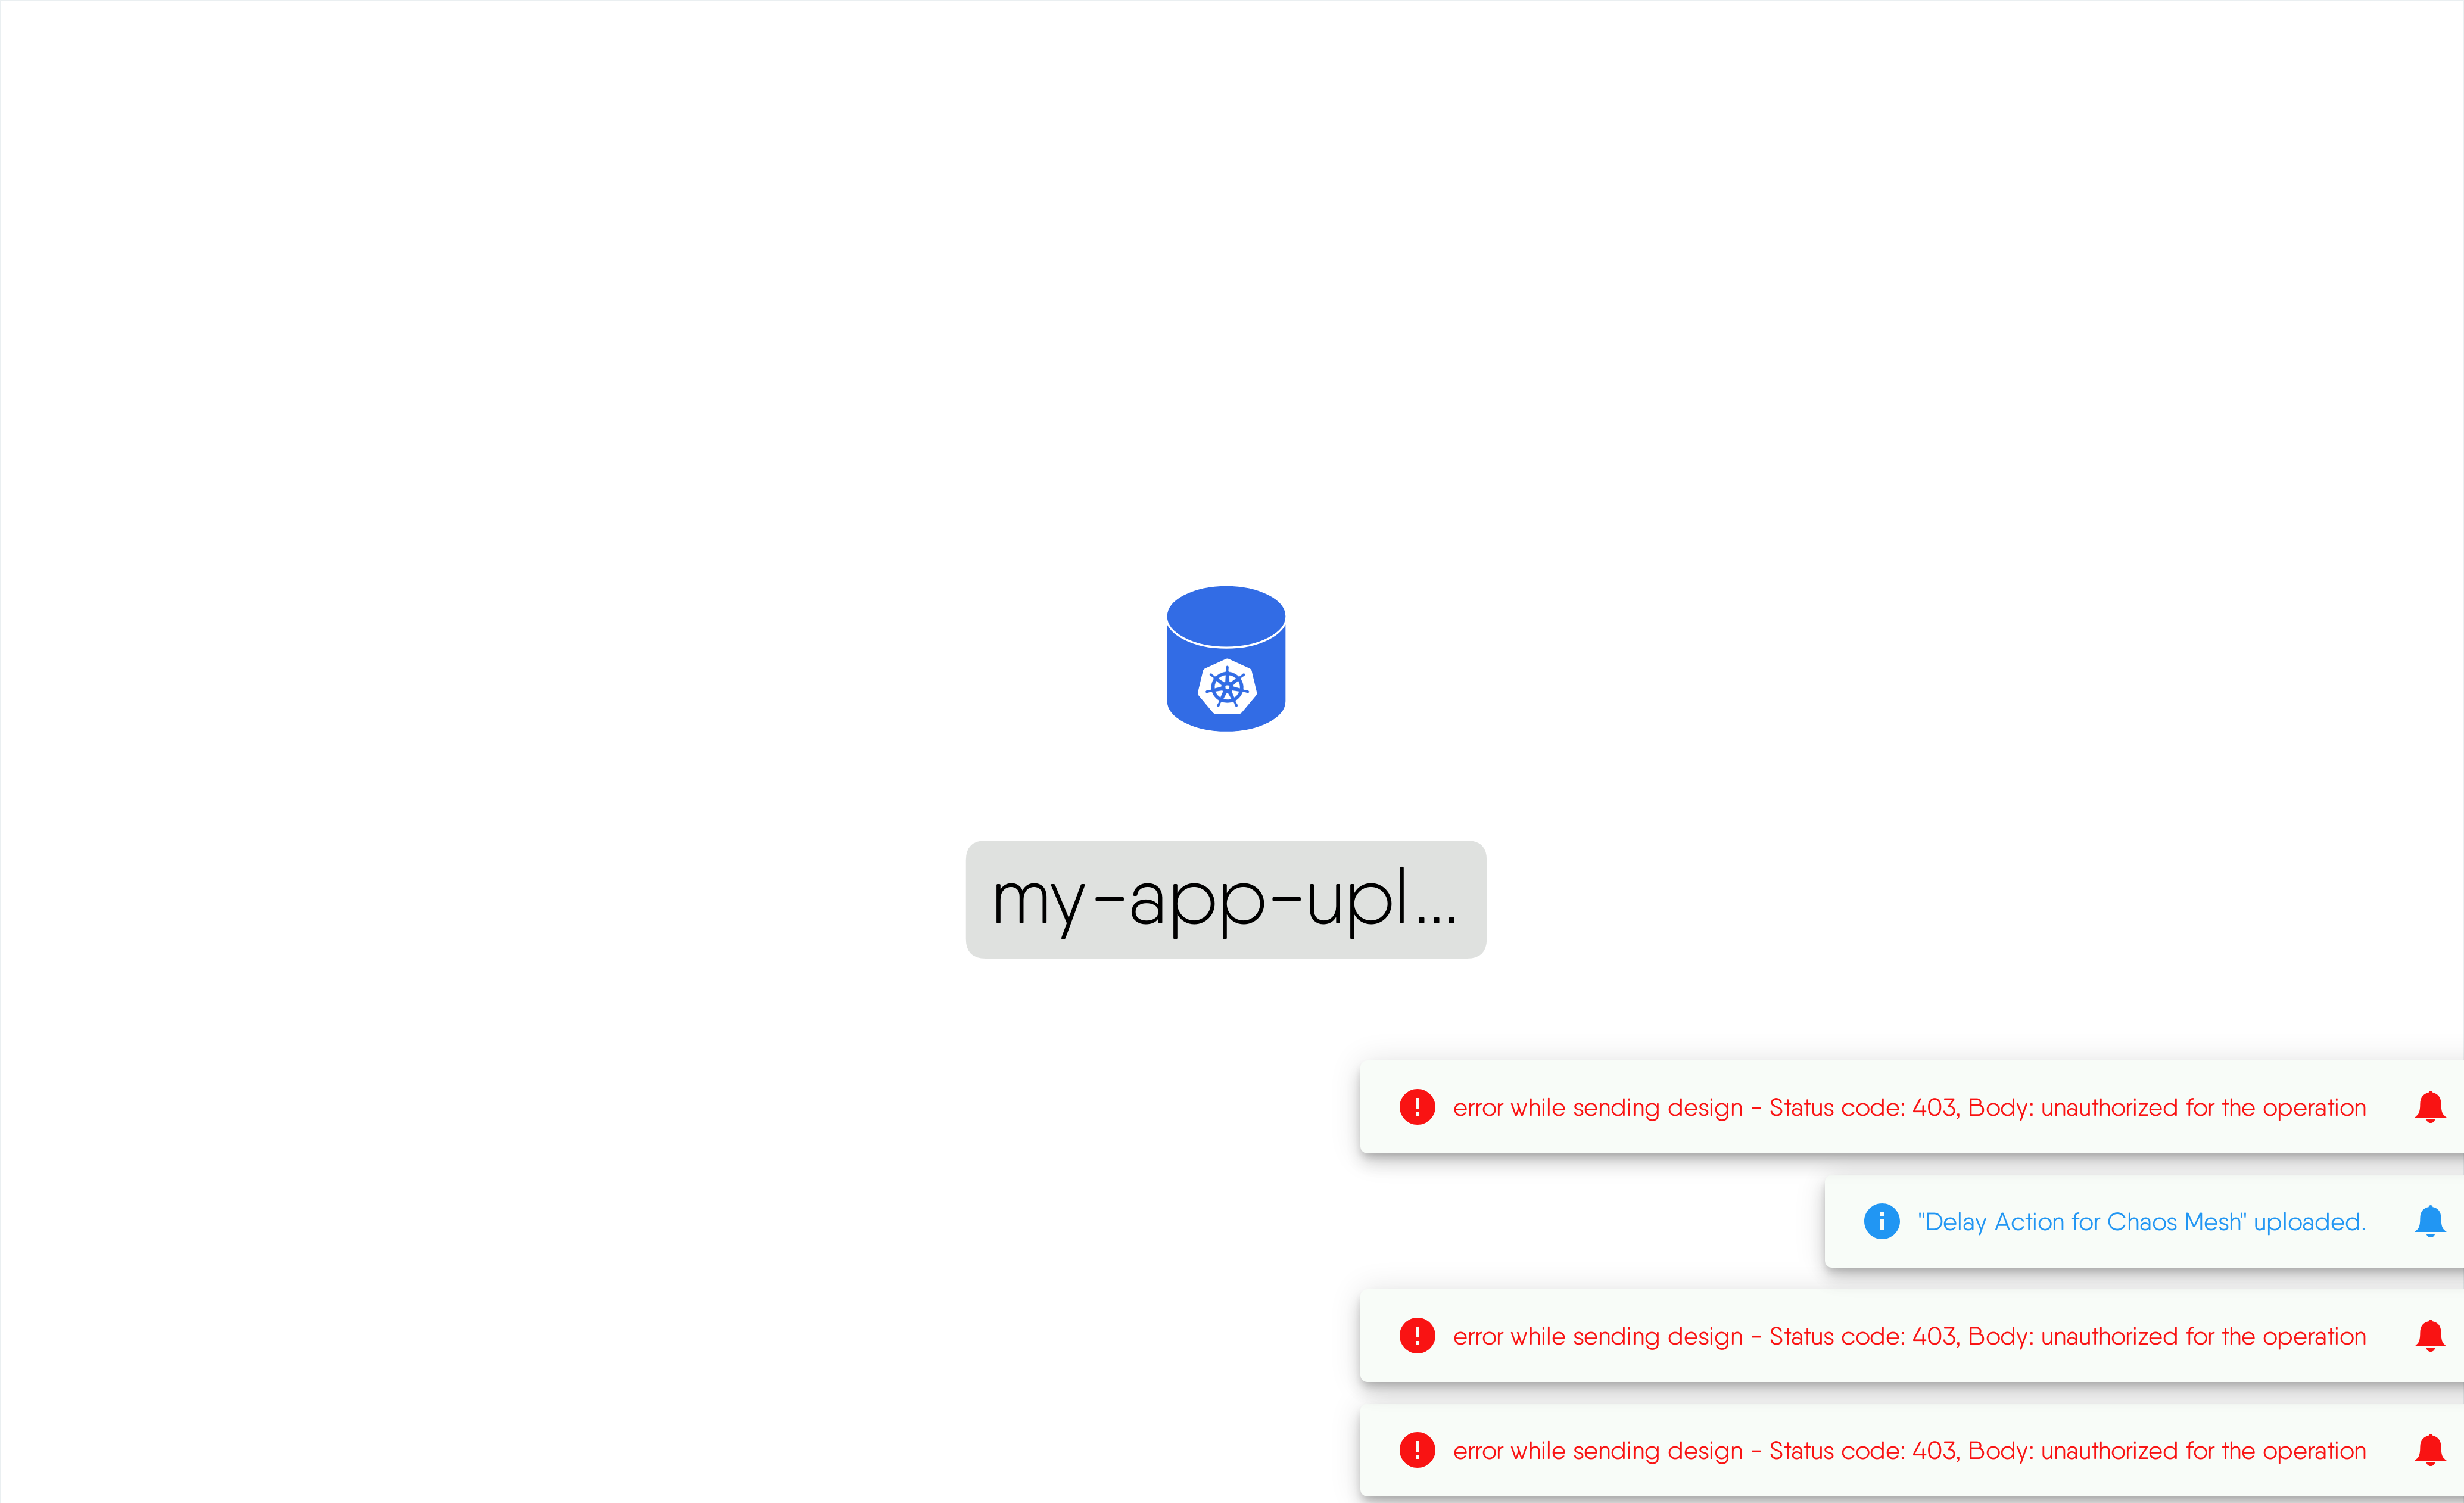 my-app-upl...
error while sending design - Status code: 403, Body: unauthorized for the operation
"Delay Action for Chaos Mesh" uploaded.
error while sending design - Status code: 403, Body: unauthorized for the operation
error while sending design - Status code: 403, Body: unauthorized for the operation